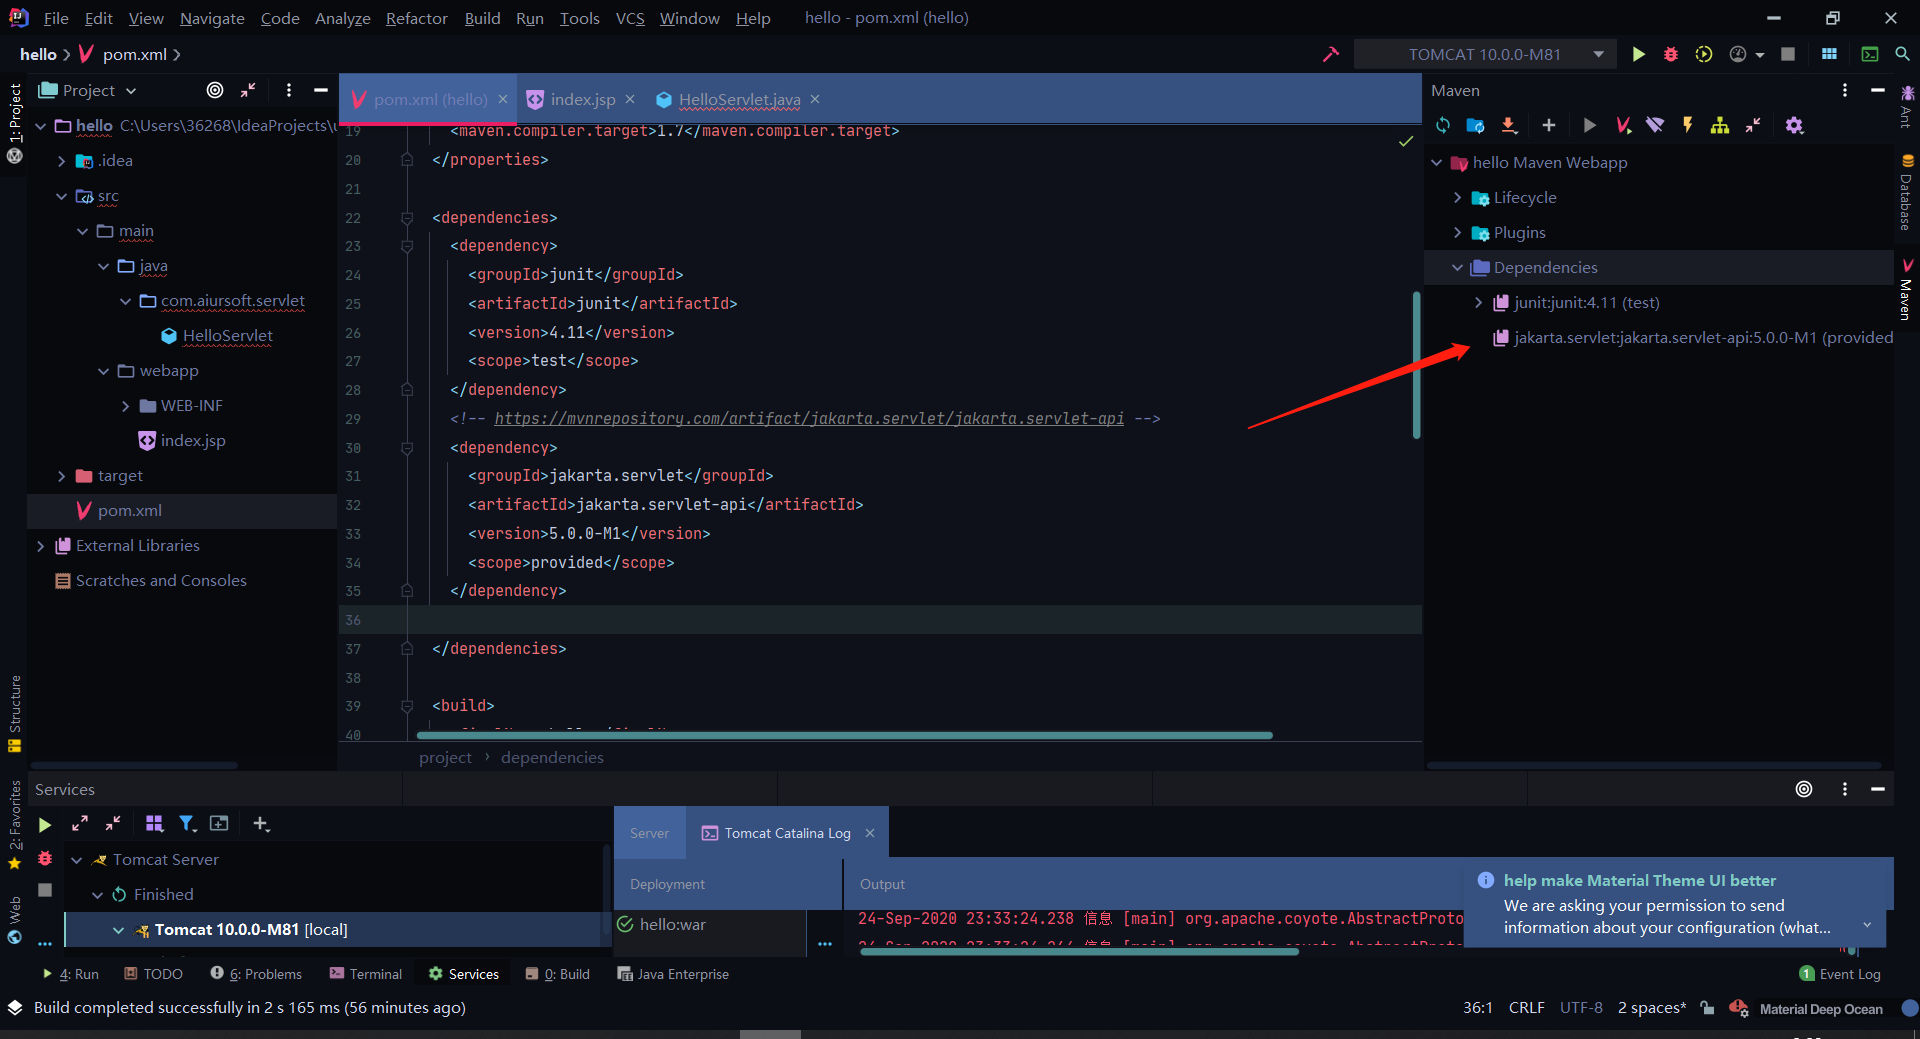 File Edit View Navigate Code Analyze Refactor Build Run Tools VCS Window Help hello - pom.xml (hello)
hello pom.xml
TOMCAT 10.0.0-M81
1: Project
Project
hello C:\Users\36268\IdeaProjects\
.idea
src
main
java
com.aiursoft.servlet
HelloServlet
webapp
WEB-INF
index.jsp
target
pom.xml
External Libraries
Scratches and Consoles
Structure
2: Favorites
Web
pom.xml (hello) index.jsp HelloServlet.java
19 <maven.compiler.target>1.7</maven.compiler.target>
20 </properties>
21
22 <dependencies>
23 <dependency>
24 <groupId>junit</groupId>
25 <artifactId>junit</artifactId>
26 <version>4.11</version>
27 <scope>test</scope>
28 </dependency>
29 <!-- https://mvnrepository.com/artifact/jakarta.servlet/jakarta.servlet-api -->
30 <dependency>
31 <groupId>jakarta.servlet</groupId>
32 <artifactId>jakarta.servlet-api</artifactId>
33 <version>5.0.0-M1</version>
34 <scope>provided</scope>
35 </dependency>
36
37 </dependencies>
38
39 <build>
40
project › dependencies
Maven
hello Maven Webapp
Lifecycle
Plugins
Dependencies
junit:junit:4.11 (test)
jakarta.servlet:jakarta.servlet-api:5.0.0-M1 (provided
Ant
Database
Maven
Services
Tomcat Server
Finished
Tomcat 10.0.0-M81 [local]
Server Tomcat Catalina Log
Deployment Output
hello:war
24-Sep-2020 23:33:24.238 信息 [main] org.apache.coyote.AbstractProto
help make Material Theme UI better
We are asking your permission to send
information about your configuration (what...
4: Run TODO 6: Problems Terminal Services 0: Build Java Enterprise 1 Event Log
Build completed successfully in 2 s 165 ms (56 minutes ago) 36:1 CRLF UTF-8 2 spaces* Material Deep Ocean